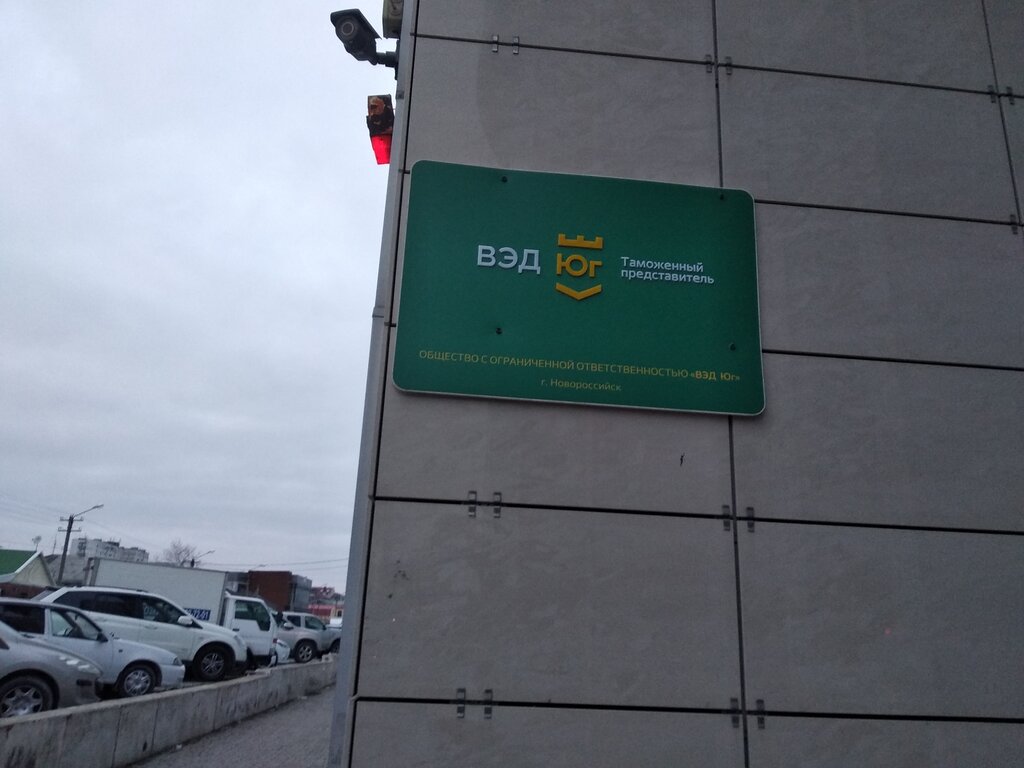 ВЭД
Юг
Таможенный
представитель
ОБЩЕСТВО С ОГРАНИЧЕННОЙ ОТВЕТСТВЕННОСТЬЮ «ВЭД Юг»
г. Новороссийск